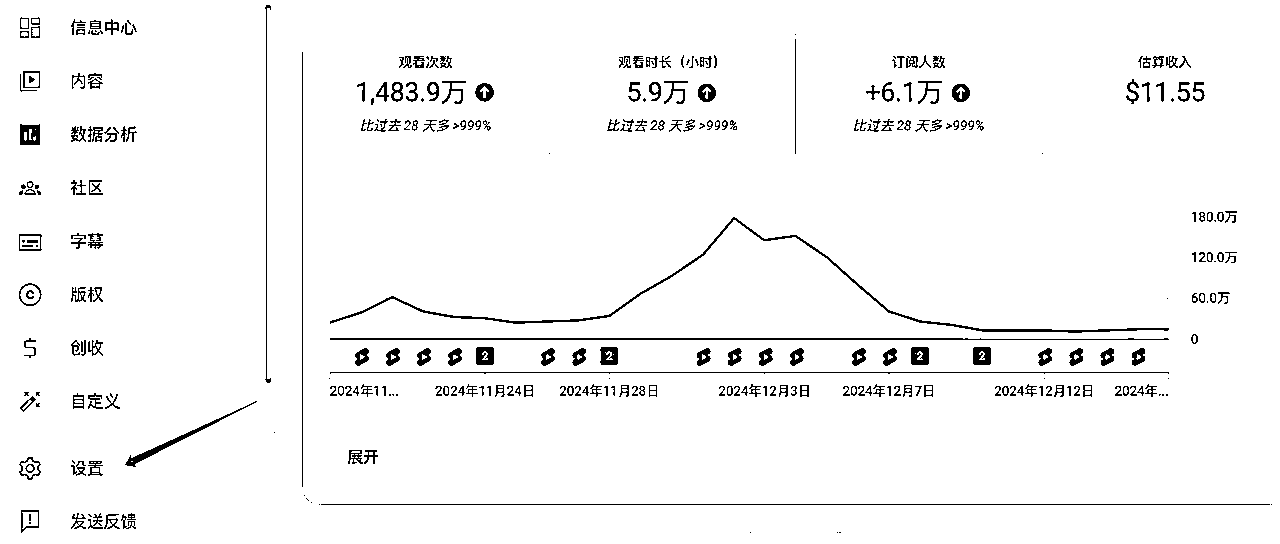 信息中心
内容
数据分析
社区
字幕
版权
创收
自定义
设置
发送反馈
观看次数
1,483.9万
比过去 28 天多 >999%
观看时长（小时）
5.9万
比过去 28 天多 >999%
订阅人数
+6.1万
比过去 28 天多 >999%
估算收入
$11.55
180.0万
120.0万
60.0万
0
2 2 2 2
2024年11... 2024年11月24日 2024年11月28日 2024年12月3日 2024年12月7日 2024年12月12日 2024年...
展开